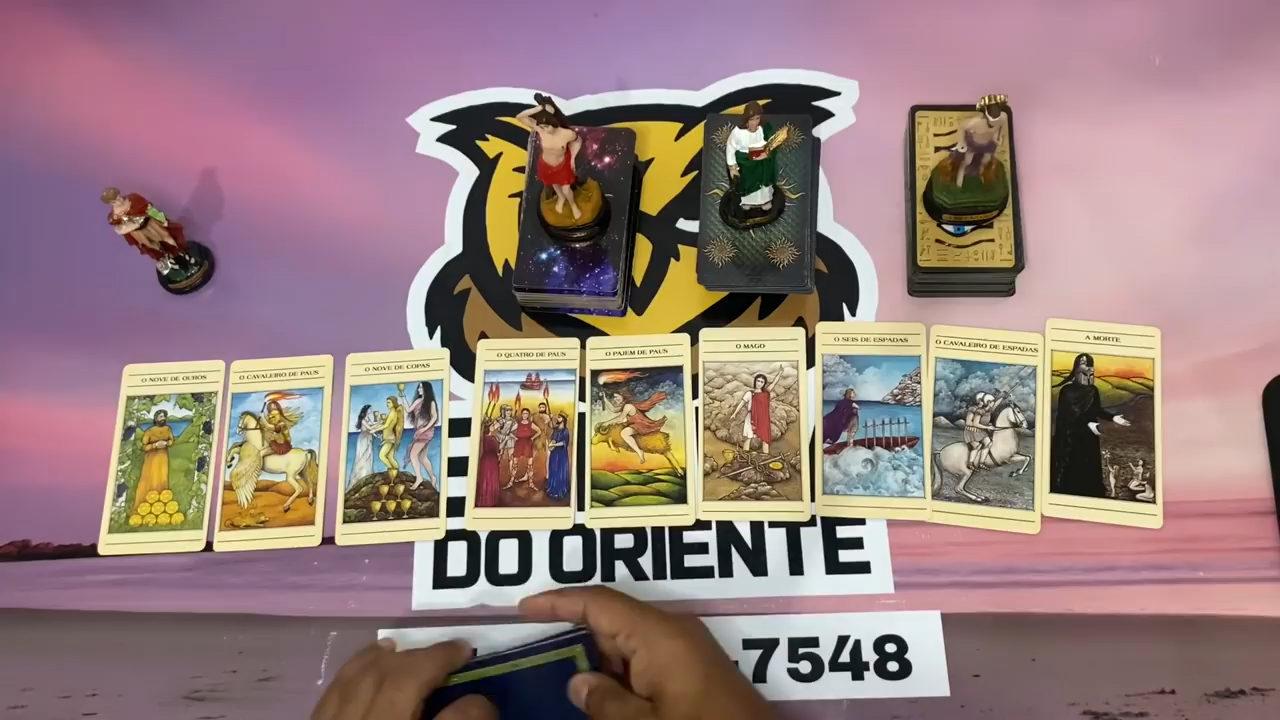 O NOVE DE OUROS
O CAVALEIRO DE PAUS
O NOVE DE COPAS
O QUATRO DE PAUS
O PAJEM DE PAUS
O MAGO
O SEIS DE ESPADAS
O CAVALEIRO DE ESPADAS
A MORTE
DO ORIENTE
-7548